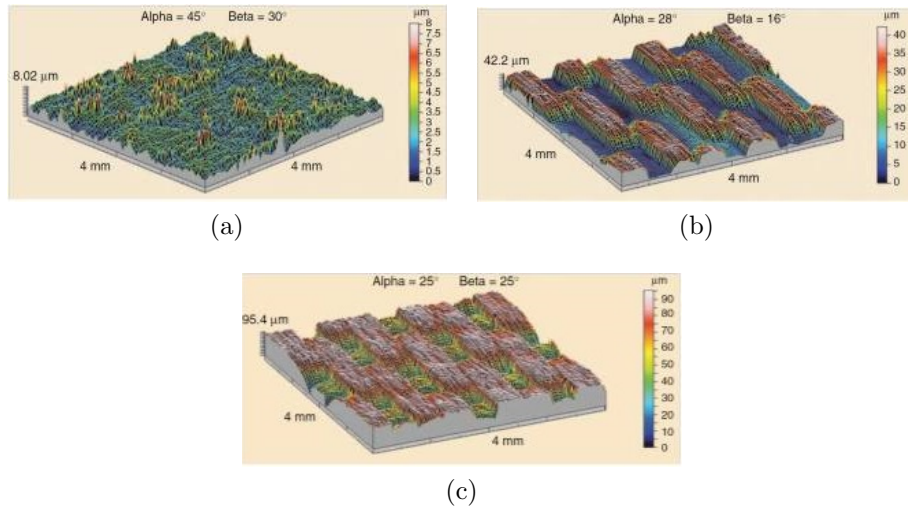 Alpha = 45° Beta = 30°
μm
8
7.5
7
6.5
6
5.5
5
4.5
4
3.5
3
2.5
2
1.5
1
0.5
0
8.02 μm
4 mm
4 mm
(a)
Alpha = 28° Beta = 16°
μm
40
35
30
25
20
15
10
5
0
42.2 μm
4 mm
4 mm
(b)
Alpha = 25° Beta = 25°
μm
90
80
70
60
50
40
30
20
10
0
95.4 μm
4 mm
4 mm
(c)